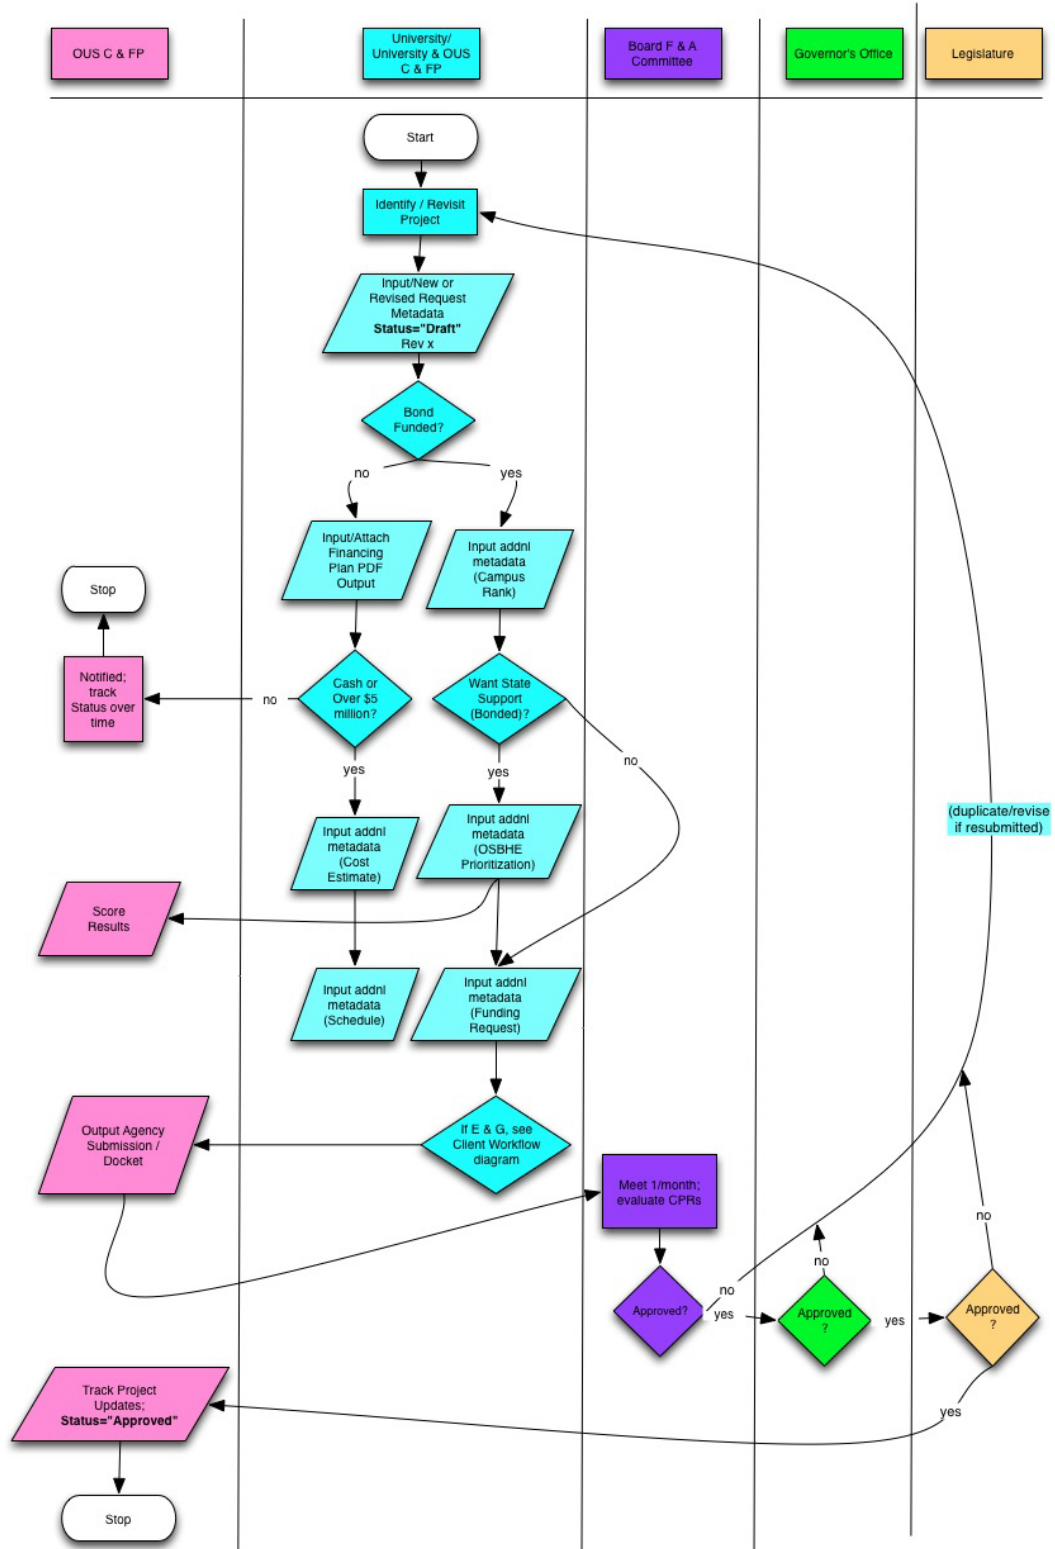 OUS C & FP
University/
University & OUS
C & FP
Board F & A
Committee
Governor's Office
Legislature
Start
Identify / Revisit
Project
Input/New or
Revised Request
Metadata
Status="Draft"
Rev x
Bond
Funded?
no
yes
Input/Attach
Financing
Plan PDF
Output
Input addnl
metadata
(Campus
Rank)
Stop
Notified;
track
Status over
time
no
Cash or
Over $5
million?
Want State
Support
(Bonded)?
no
yes
yes
Input addnl
metadata
(Cost
Estimate)
Input addnl
metadata
(OSBHE
Prioritization)
(duplicate/revise
if resubmitted)
Score
Results
Input addnl
metadata
(Schedule)
Input addnl
metadata
(Funding
Request)
Output Agency
Submission /
Docket
If E & G, see
Client Workflow
diagram
Meet 1/month;
evaluate CPRs
Approved?
no
yes
no
Approved
?
yes
no
Approved
?
yes
Track Project
Updates;
Status="Approved"
Stop